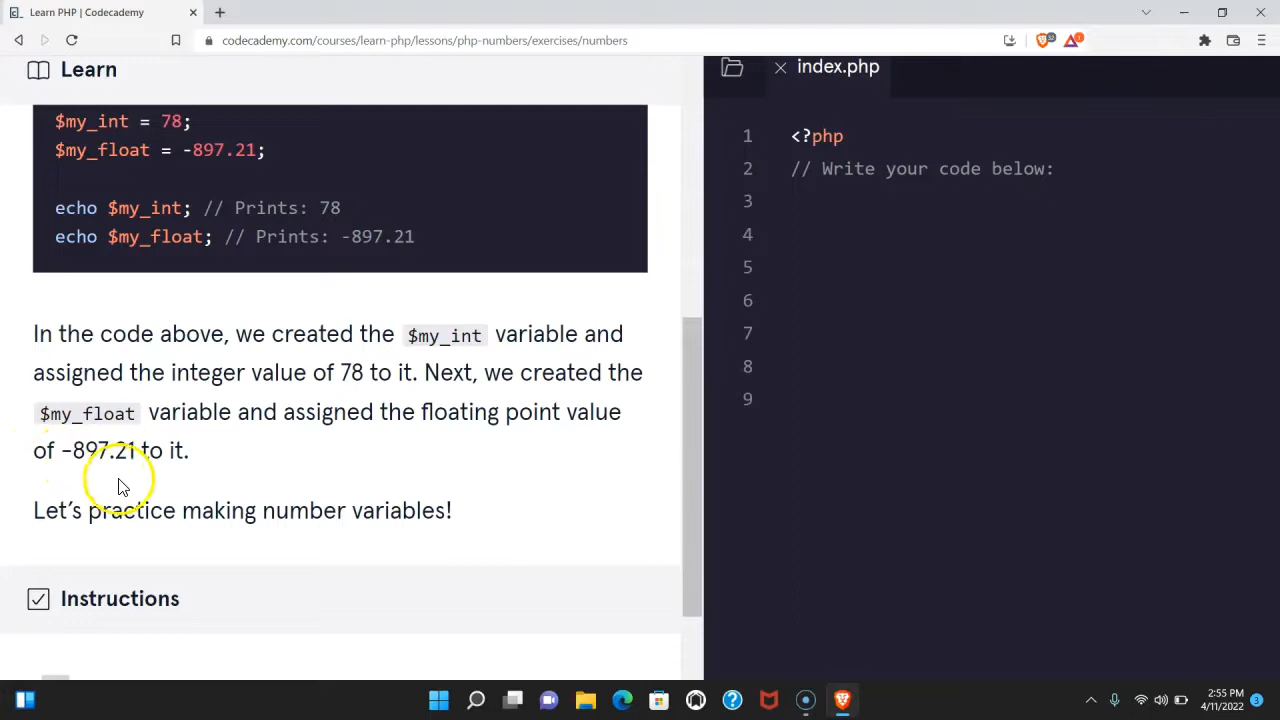 Learn PHP | Codecademy
codecademy.com/courses/learn-php/lessons/php-numbers/exercises/numbers
Learn
$my_int = 78;
$my_float = -897.21;
echo $my_int; // Prints: 78
echo $my_float; // Prints: -897.21
In the code above, we created the $my_int variable and
assigned the integer value of 78 to it. Next, we created the
$my_float variable and assigned the floating point value
of -897.21 to it.
Let's practice making number variables!
Instructions
index.php
1 <?php
2 // Write your code below:
3
4
5
6
7
8
9
2:55 PM
4/11/2022
3